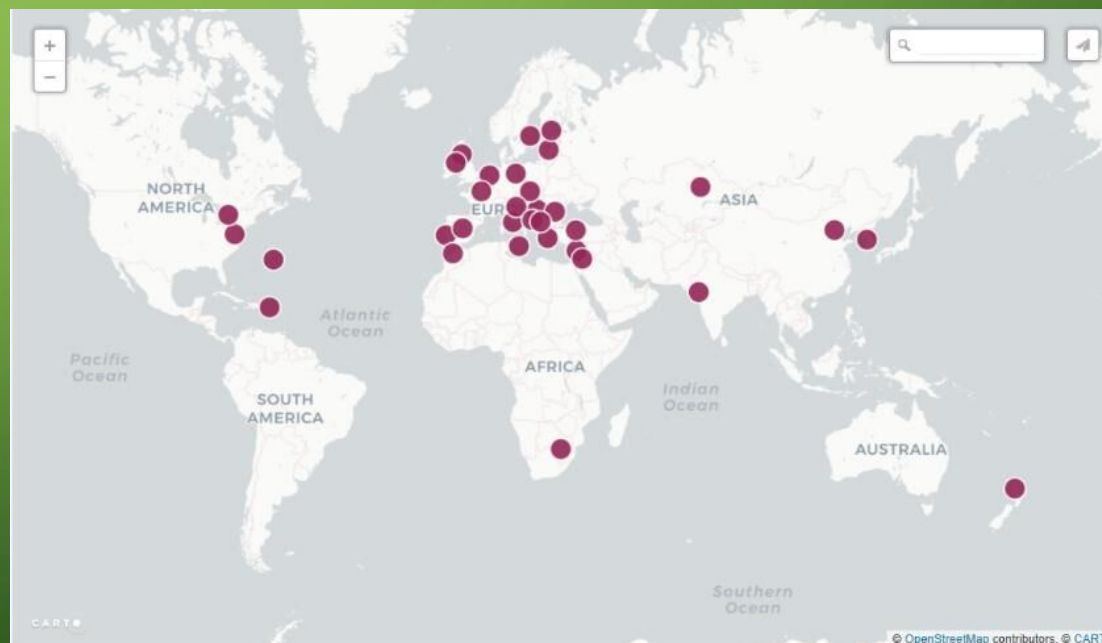 +
−
NORTH
AMERICA
ASIA
Atlantic
Ocean
Pacific
Ocean
AFRICA
Indian
Ocean
SOUTH
AMERICA
AUSTRALIA
Southern
Ocean
CARTO
© OpenStreetMap contributors, © CART